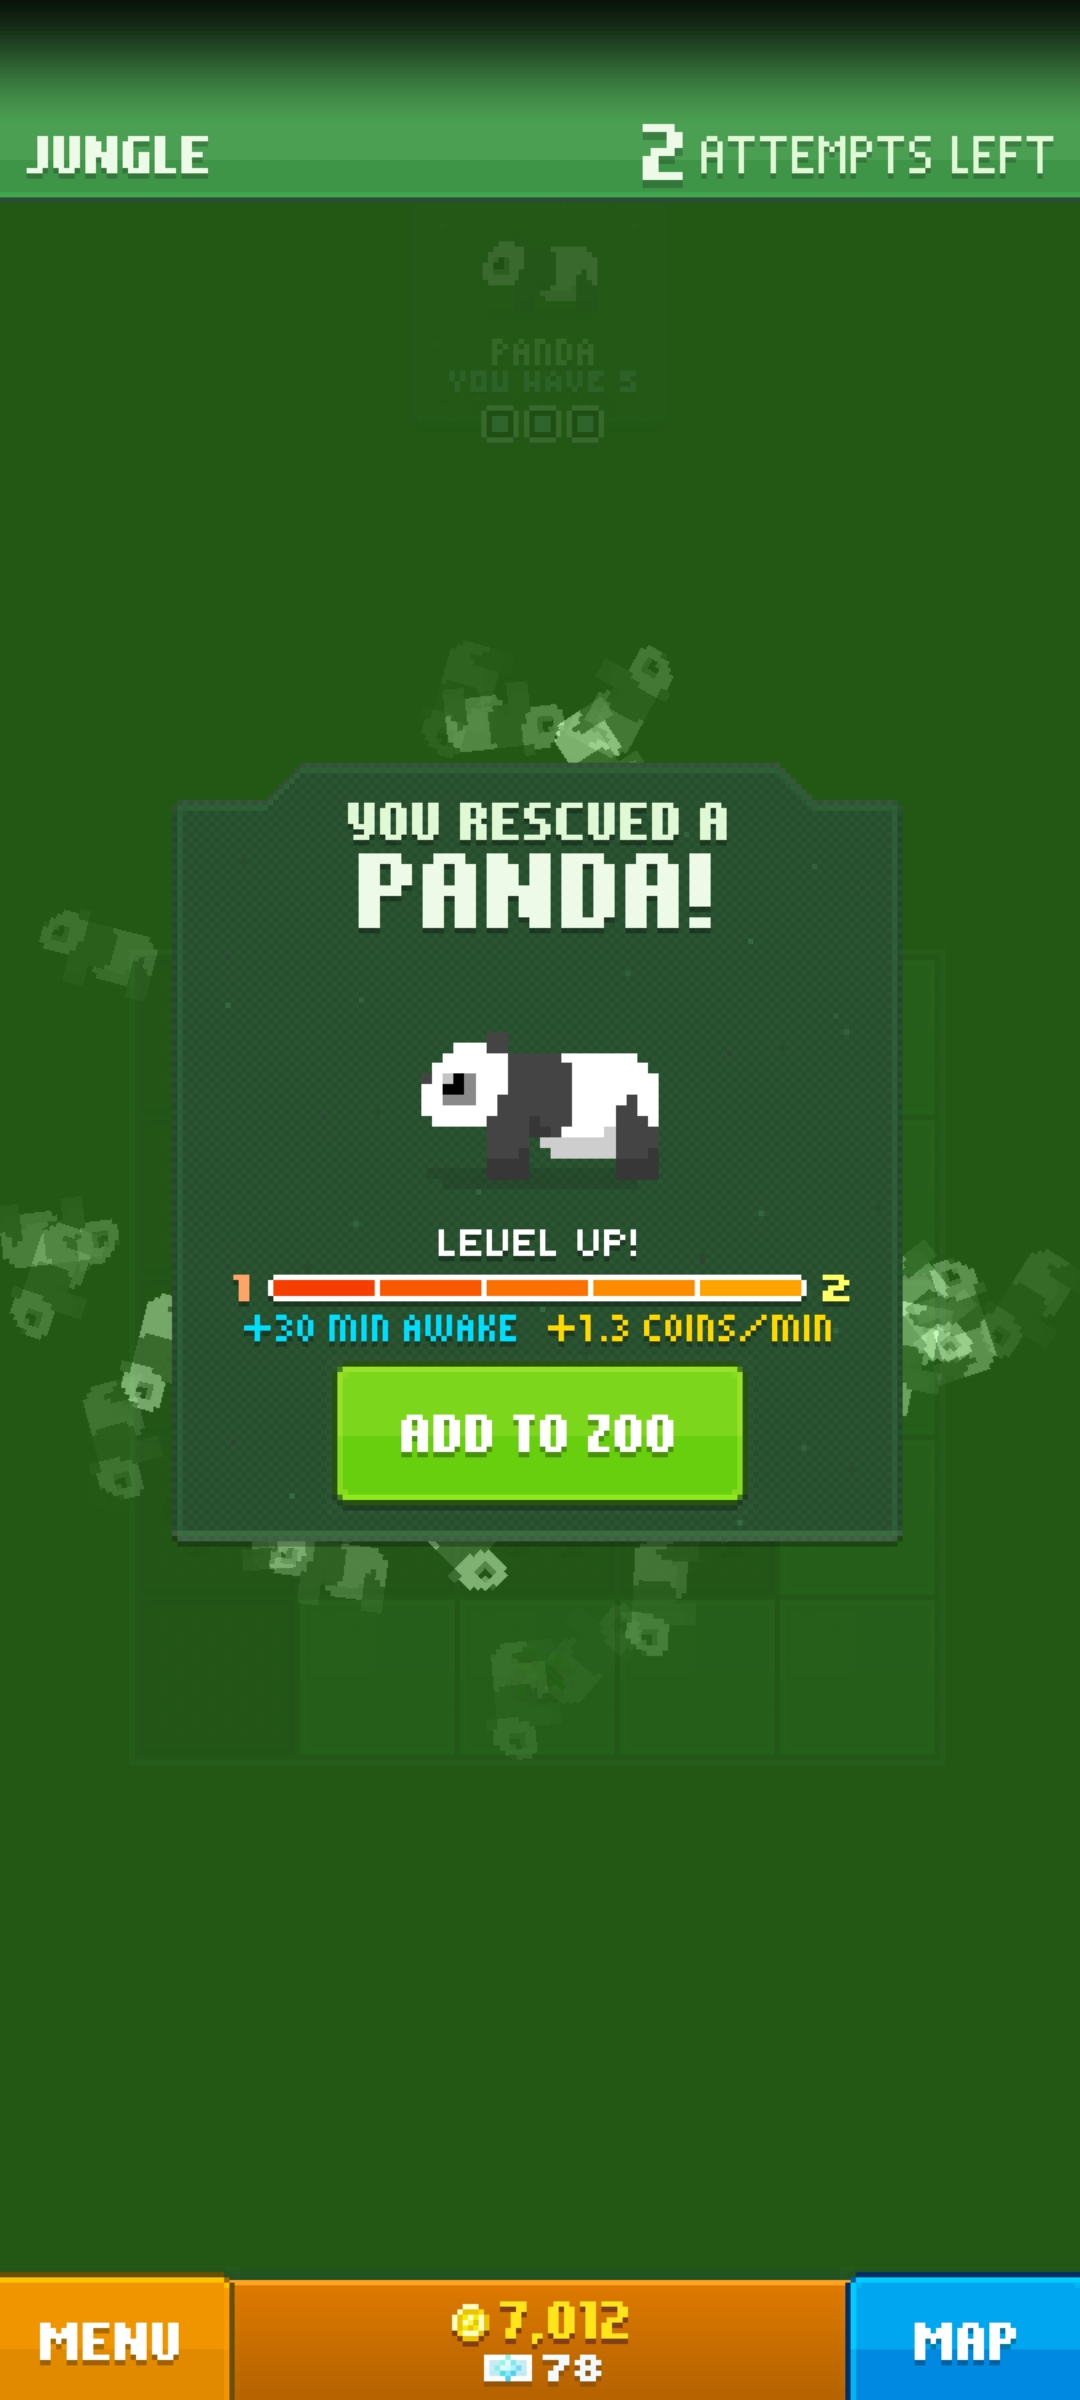 JUNGLE
2 ATTEMPTS LEFT
PANDA
YOU HAVE 5
YOU RESCUED A
PANDA!
LEVEL UP!
1 2
+30 MIN AWAKE +1.3 COINS/MIN
ADD TO ZOO
MENU
7,012
78
MAP